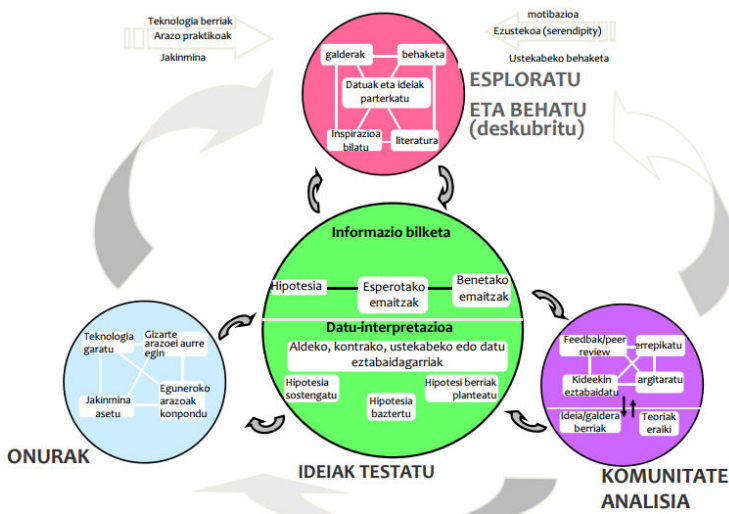 Teknologia berriak
Arazo praktikoak
Jakinmina
motibazioa
Ezustekoa (serendipity)
Ustekabeko behaketa
galderak
behaketa
Datuak eta ideiak
parterkatu
Inspirazioa
bilatu
literatura
ESPLORATU
ETA BEHATU
(deskubritu)
Informazio bilketa
Hipotesia
Esperotako
emaitzak
Benetako
emaitzak
Datu-interpretazioa
Aldeko, kontrako, ustekabeko edo datu
eztabaidagarriak
Hipotesia
sostengatu
Hipotesia
baztertu
Hipotesi berriak
planteatu
IDEIAK TESTATU
Teknologia
garatu
Gizarte
arazoei aurre
egin
Jakinmina
asetu
Eguneroko
arazoak
konpondu
ONURAK
Feedbak/peer
review
errepikatu
Kideekin
eztabaidatu
argitaratu
Ideia/galdera
berriak
Teoriak
eraiki
KOMUNITATE
ANALISIA